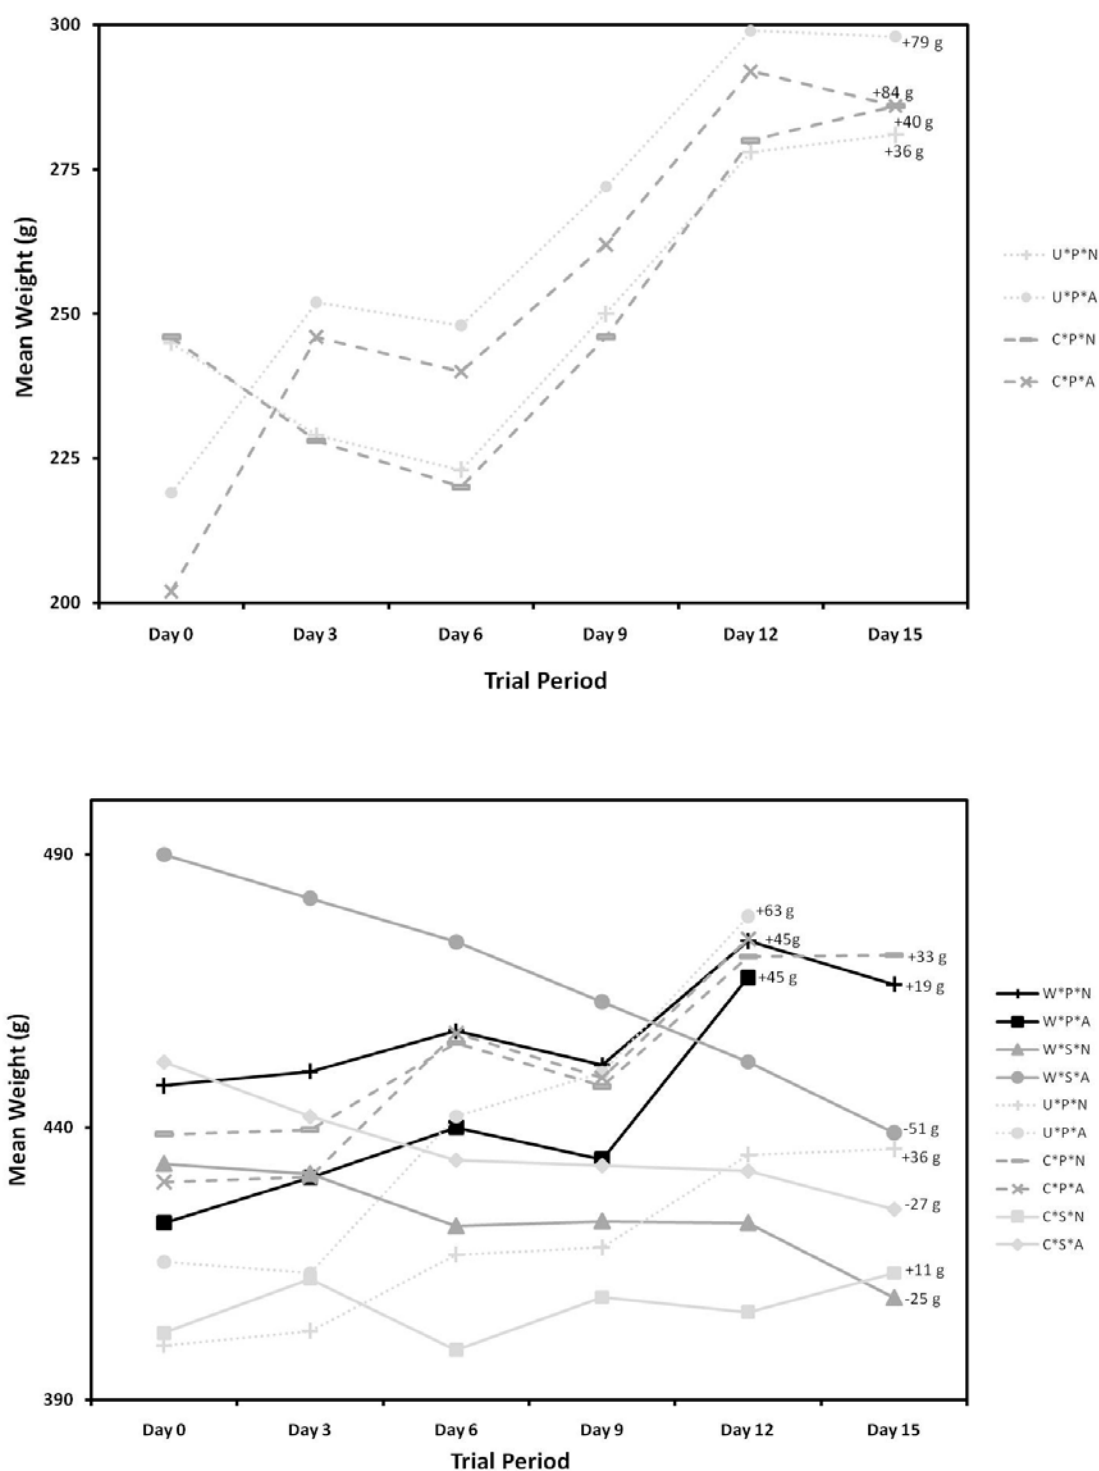 300
+79 g
+84 g
+40 g
+36 g
275
250
225
200
Mean Weight (g)
U*P*N
U*P*A
C*P*N
C*P*A
Day 0 Day 3 Day 6 Day 9 Day 12 Day 15
Trial Period
490
+63 g
+45g
+33 g
+45 g
+19 g
440
-51 g
+36 g
-27 g
+11 g
-25 g
390
Mean Weight (g)
W*P*N
W*P*A
W*S*N
W*S*A
U*P*N
U*P*A
C*P*N
C*P*A
C*S*N
C*S*A
Day 0 Day 3 Day 6 Day 9 Day 12 Day 15
Trial Period